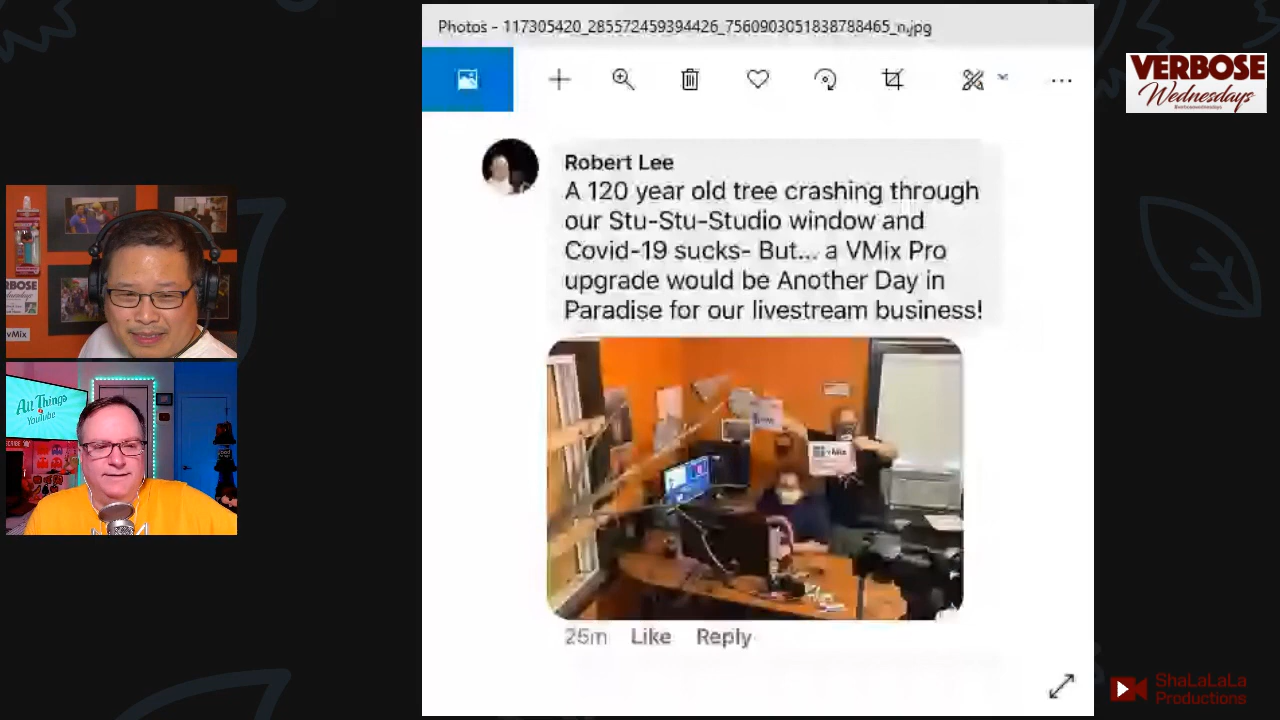 Photos - 117305420_285572459394426_7560903051838788465_n.jpg
VERBOSE
Wednesdays
Robert Lee
A 120 year old tree crashing through
our Stu-Stu-Studio window and
Covid-19 sucks- But... a VMix Pro
upgrade would be Another Day in
Paradise for our livestream business!
vMix
25m Like Reply
vMix
All Things
YouTube
ShaLaLaLa
Productions